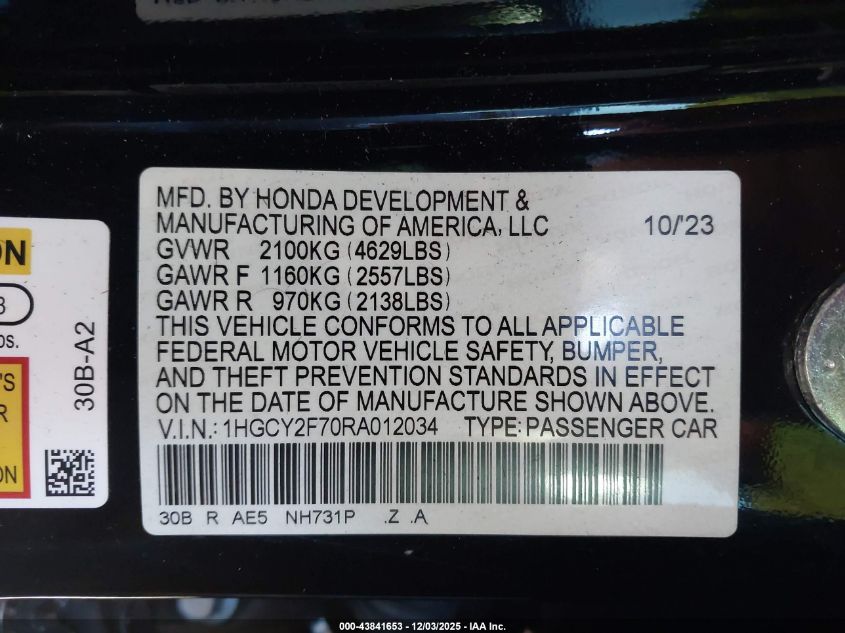 MFD. BY HONDA DEVELOPMENT &
MANUFACTURING OF AMERICA, LLC 10/'23
GVWR 2100KG (4629LBS)
GAWR F 1160KG (2557LBS)
GAWR R 970KG (2138LBS)
THIS VEHICLE CONFORMS TO ALL APPLICABLE
FEDERAL MOTOR VEHICLE SAFETY, BUMPER,
AND THEFT PREVENTION STANDARDS IN EFFECT
ON THE DATE OF MANUFACTURE SHOWN ABOVE.
V.I.N.: 1HGCY2F70RA012034 TYPE: PASSENGER CAR
30B R AE5 NH731P .Z .A
30B-A2
000-43841653 - 12/03/2025 - IAA Inc.